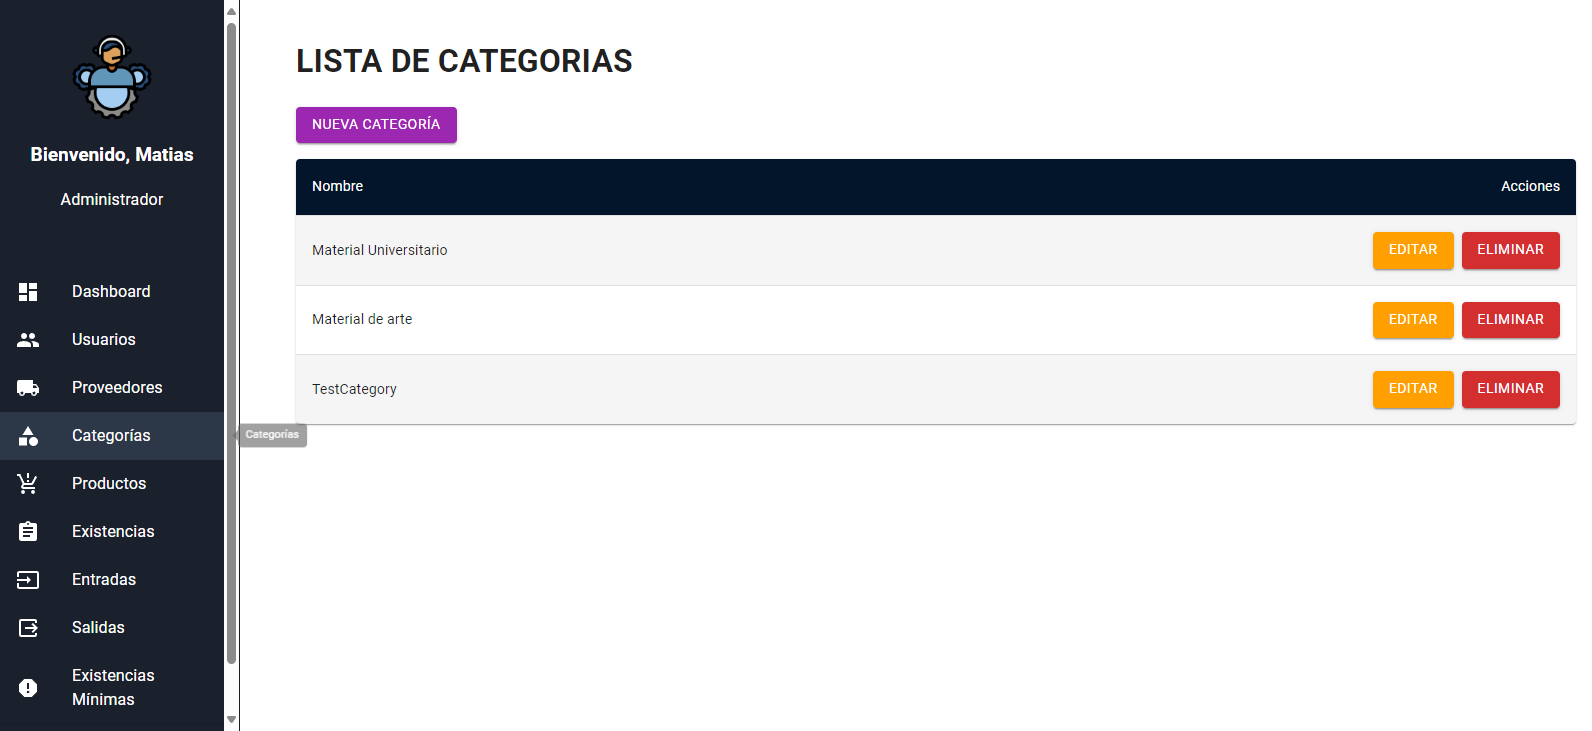 Bienvenido, Matias
Administrador
Dashboard
Usuarios
Proveedores
Categorías
Productos
Existencias
Entradas
Salidas
Existencias
Mínimas
Categorías
LISTA DE CATEGORIAS
NUEVA CATEGORÍA
Nombre Acciones
Material Universitario EDITAR ELIMINAR
Material de arte EDITAR ELIMINAR
TestCategory EDITAR ELIMINAR